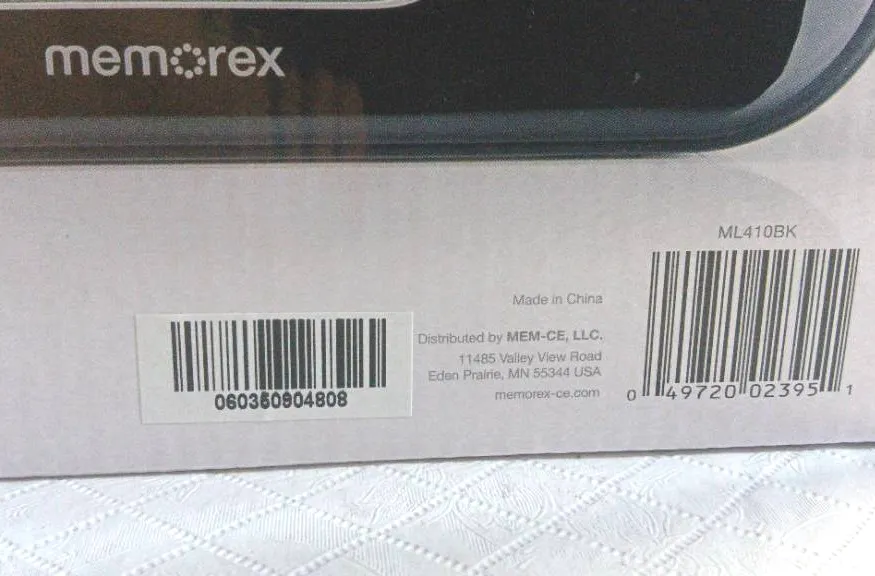 memorex
ML410BK
Made in China
Distributed by MEM-CE, LLC.
11485 Valley View Road
Eden Prairie, MN 55344 USA
memorex-ce.com
060350904808
0 49720 02395 1